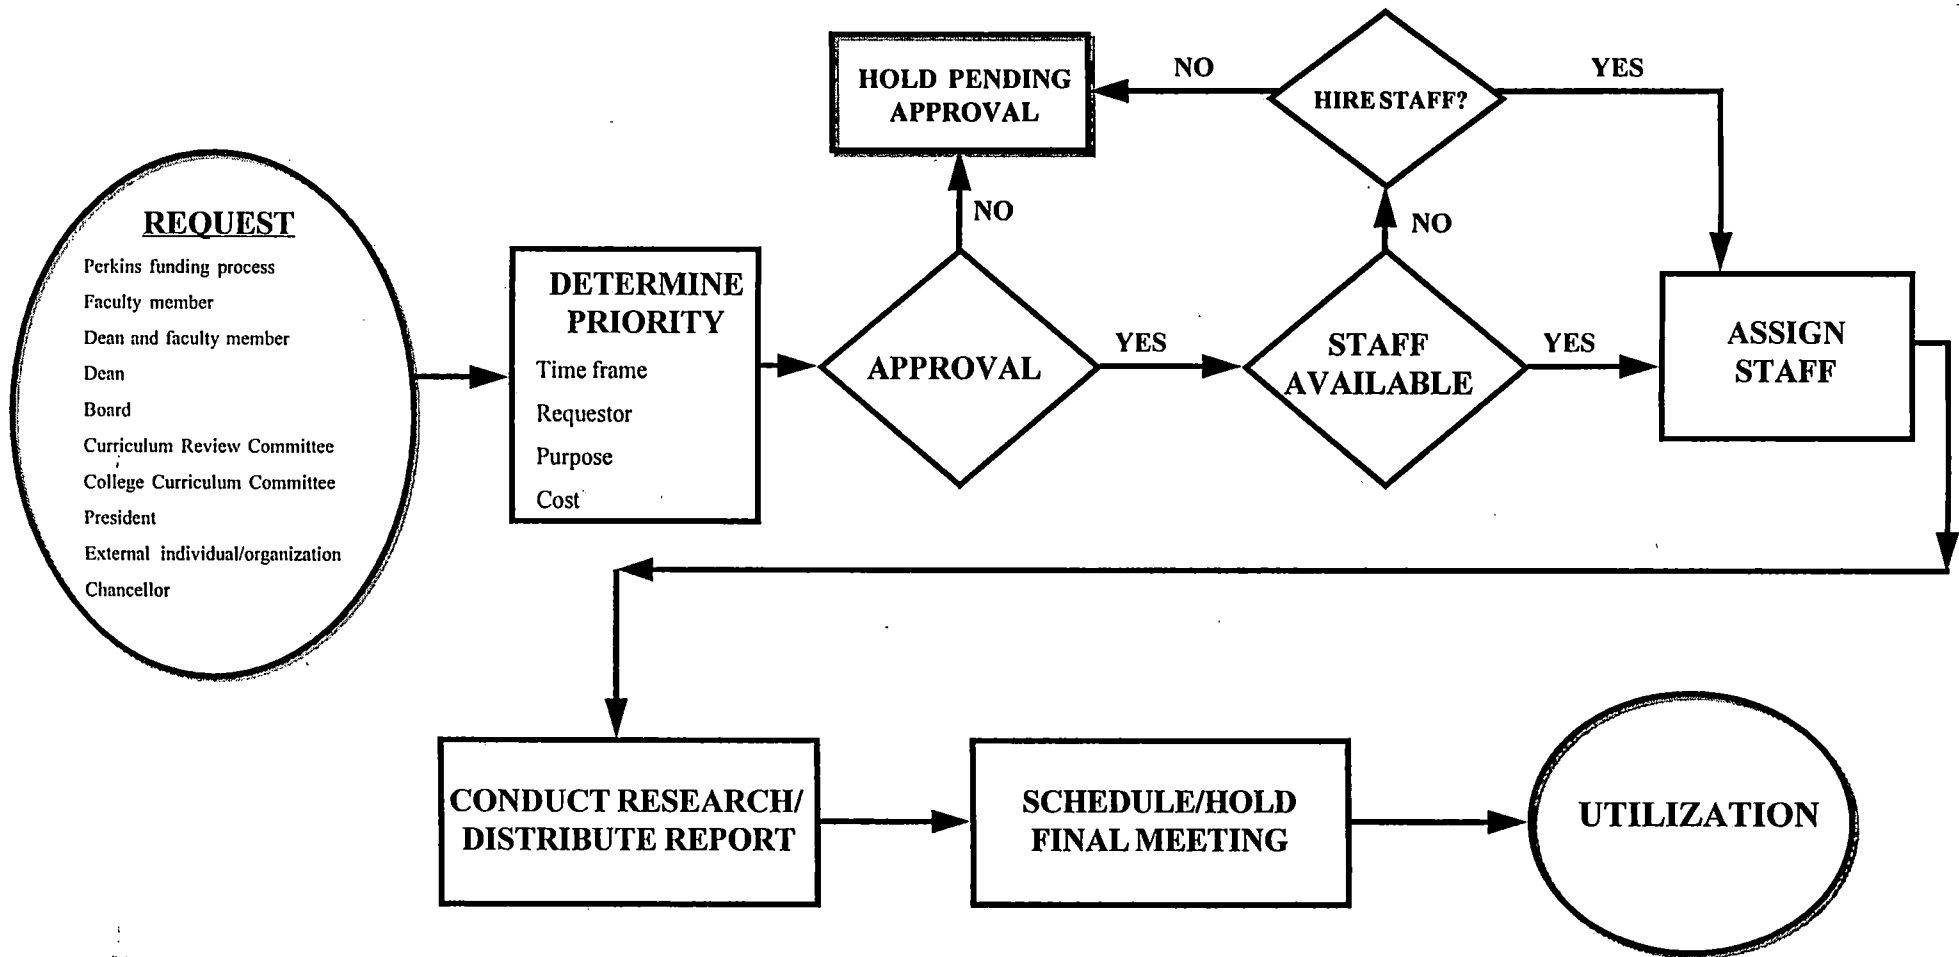 REQUEST
Perkins funding process
Faculty member
Dean and faculty member
Dean
Board
Curriculum Review Committee
College Curriculum Committee
President
External individual/organization
Chancellor
DETERMINE
PRIORITY
Time frame
Requestor
Purpose
Cost
APPROVAL
NO
HOLD PENDING
APPROVAL
YES
STAFF
AVAILABLE
NO
HIRE STAFF?
NO
YES
YES
ASSIGN
STAFF
CONDUCT RESEARCH/
DISTRIBUTE REPORT
SCHEDULE/HOLD
FINAL MEETING
UTILIZATION